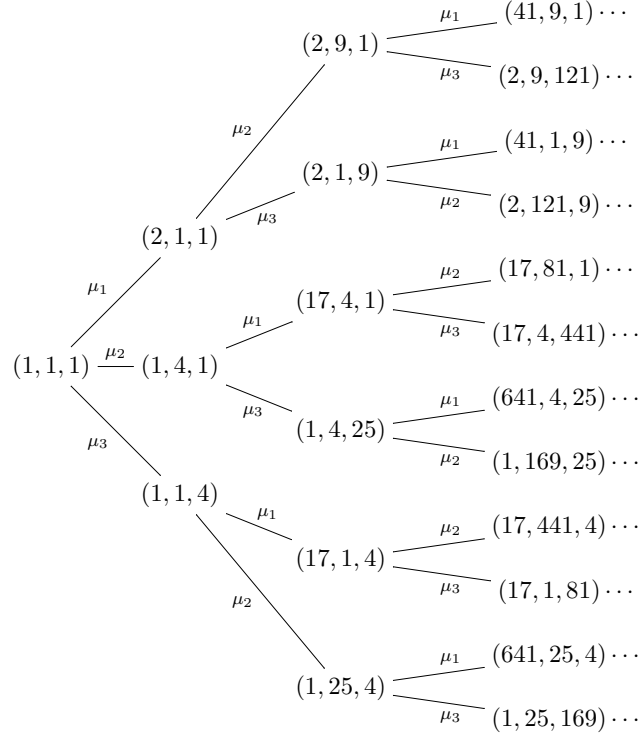 μ₁ (41, 9, 1) ···
(2, 9, 1)
μ₃ (2, 9, 121) ···
μ₂
μ₁ (41, 1, 9) ···
(2, 1, 9)
μ₂ (2, 121, 9) ···
(2, 1, 1) μ₃
μ₁
μ₂ (17, 81, 1) ···
(17, 4, 1)
μ₁ μ₃ (17, 4, 441) ···
(1, 1, 1) μ₂ (1, 4, 1)
μ₃ μ₁ (641, 4, 25) ···
(1, 4, 25)
μ₃ μ₂ (1, 169, 25) ···
(1, 1, 4)
μ₁ μ₂ (17, 441, 4) ···
(17, 1, 4)
μ₂ μ₃ (17, 1, 81) ···
μ₁ (641, 25, 4) ···
(1, 25, 4)
μ₃ (1, 25, 169) ···